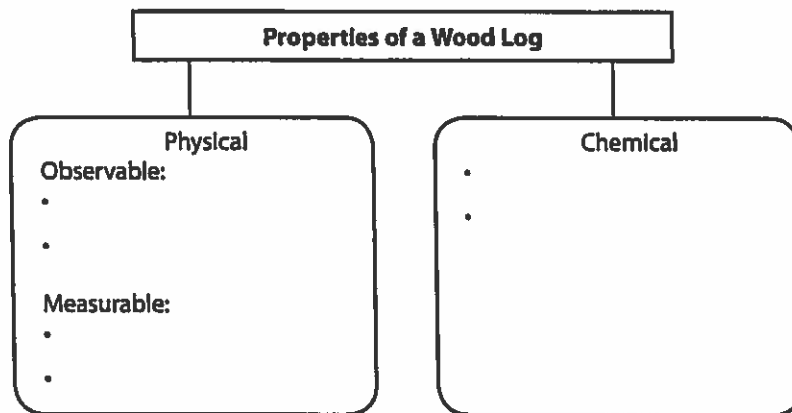 Properties of a Wood Log
Physical
Observable:
•
•
Measurable:
•
•
Chemical
•
•